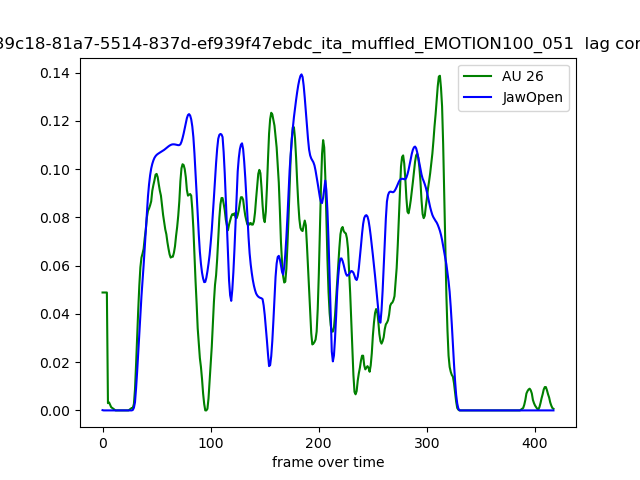 39c18-81a7-5514-837d-ef939f47ebdc_ita_muffled_EMOTION100_051 lag cor
AU 26
JawOpen
0.14
0.12
0.10
0.08
0.06
0.04
0.02
0.00
0 100 200 300 400
frame over time